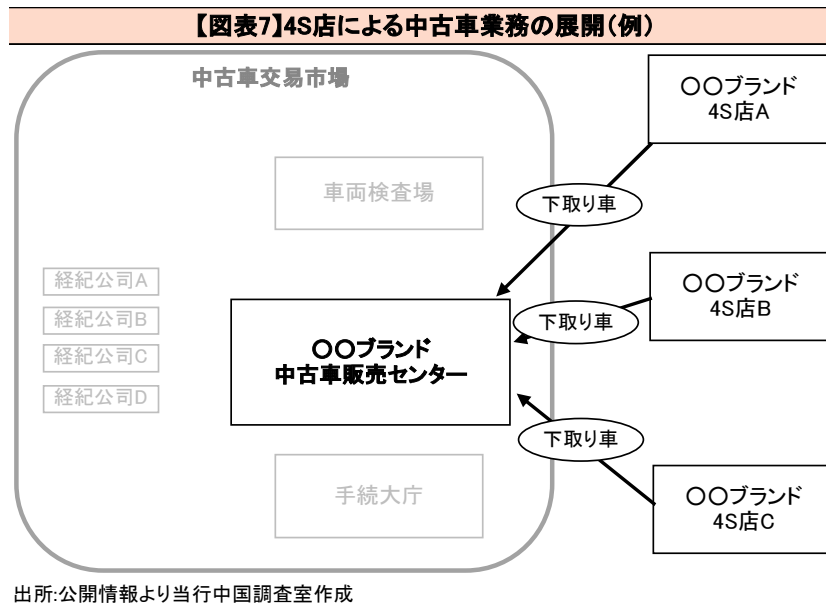 【図表7】4S店による中古車業務の展開(例)
中古車交易市場
〇〇ブランド
4S店A
車両検査場
下取り車
経紀公司A
経紀公司B
経紀公司C
経紀公司D
〇〇ブランド
中古車販売センター
下取り車
〇〇ブランド
4S店B
下取り車
手続大庁
〇〇ブランド
4S店C
出所:公開情報より当行中国調査室作成